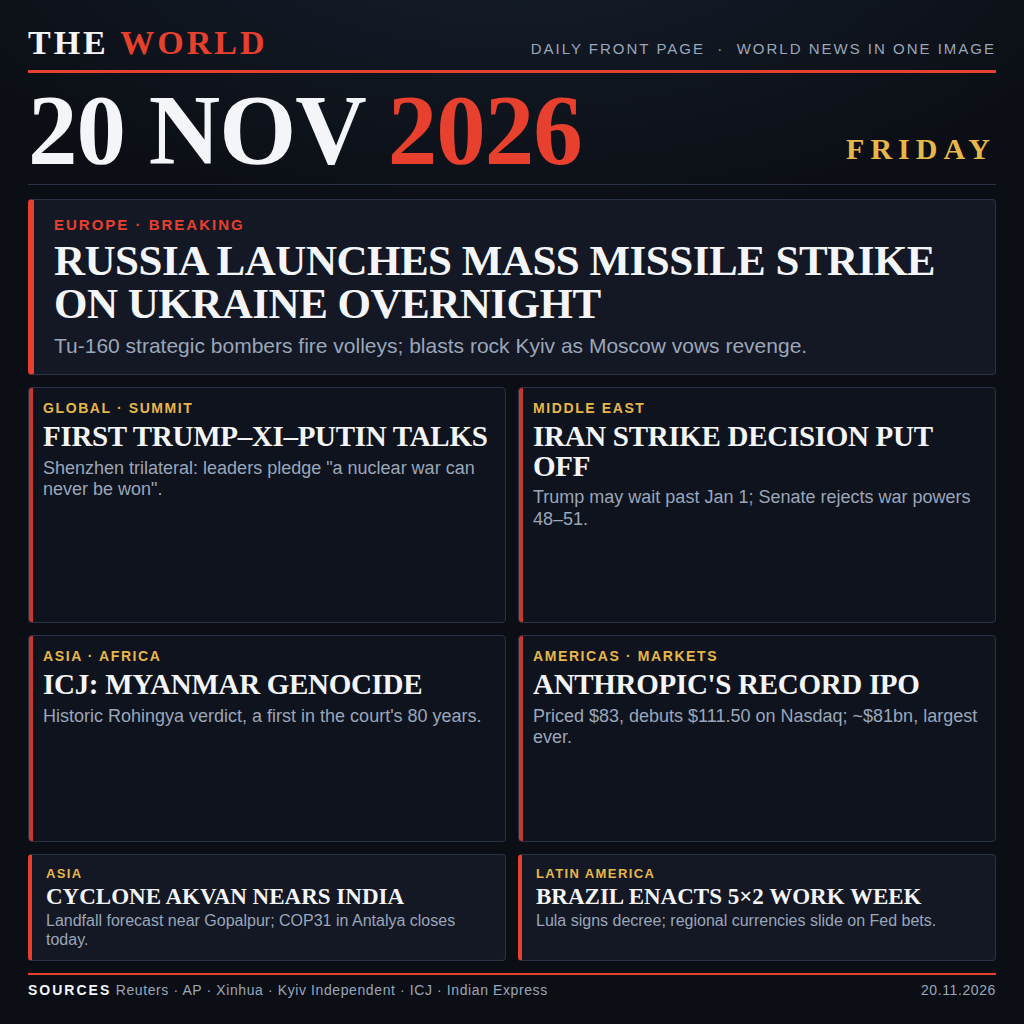 THE WORLD
DAILY FRONT PAGE · WORLD NEWS IN ONE IMAGE
20 NOV 2026
FRIDAY
EUROPE · BREAKING
RUSSIA LAUNCHES MASS MISSILE STRIKE
ON UKRAINE OVERNIGHT
Tu-160 strategic bombers fire volleys; blasts rock Kyiv as Moscow vows revenge.
GLOBAL · SUMMIT
FIRST TRUMP–XI–PUTIN TALKS
Shenzhen trilateral: leaders pledge "a nuclear war can
never be won".
MIDDLE EAST
IRAN STRIKE DECISION PUT
OFF
Trump may wait past Jan 1; Senate rejects war powers
48–51.
ASIA · AFRICA
ICJ: MYANMAR GENOCIDE
Historic Rohingya verdict, a first in the court's 80 years.
AMERICAS · MARKETS
ANTHROPIC'S RECORD IPO
Priced $83, debuts $111.50 on Nasdaq; ~$81bn, largest
ever.
ASIA
CYCLONE AKVAN NEARS INDIA
Landfall forecast near Gopalpur; COP31 in Antalya closes
today.
LATIN AMERICA
BRAZIL ENACTS 5×2 WORK WEEK
Lula signs decree; regional currencies slide on Fed bets.
SOURCES Reuters · AP · Xinhua · Kyiv Independent · ICJ · Indian Express
20.11.2026